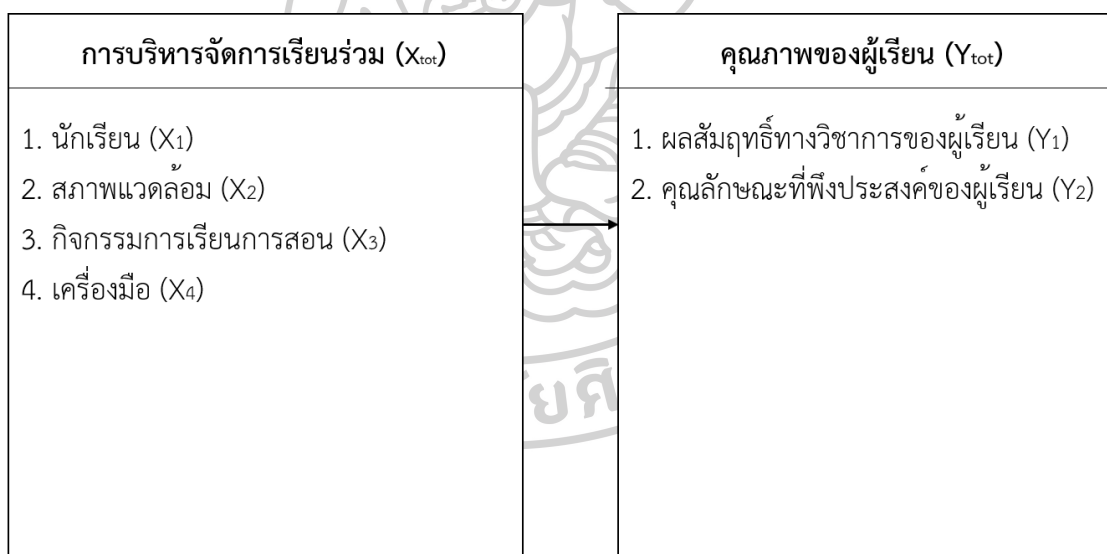 การบริหารจัดการเรียนร่วม (Xtot)
1. นักเรียน (X1)
2. สภาพแวดล้อม (X2)
3. กิจกรรมการเรียนการสอน (X3)
4. เครื่องมือ (X4)
คุณภาพของผู้เรียน (Ytot)
1. ผลสัมฤทธิ์ทางวิชาการของผู้เรียน (Y1)
2. คุณลักษณะที่พึงประสงค์ของผู้เรียน (Y2)